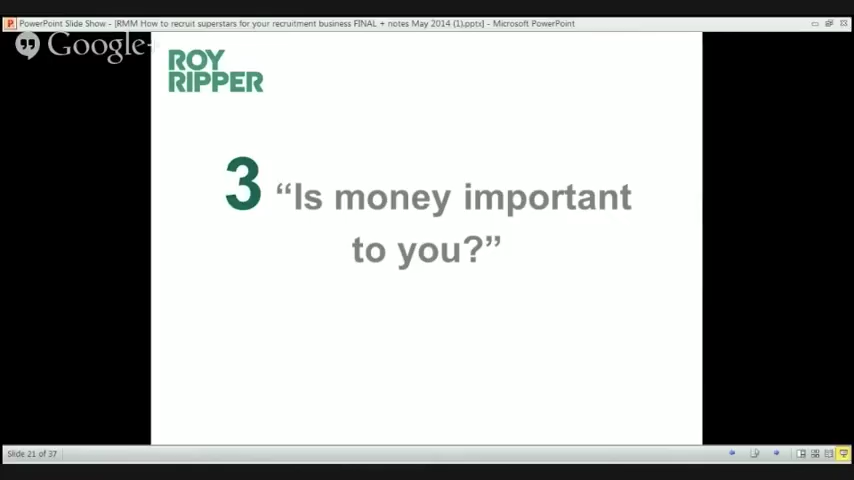 PowerPoint Slide Show - [RMM How to recruit superstars for your recruitment business FINAL + notes May 2014 (1).pptx] - Microsoft PowerPoint
Google+
ROY
RIPPER
3 “Is money important
to you?”
Slide 21 of 37